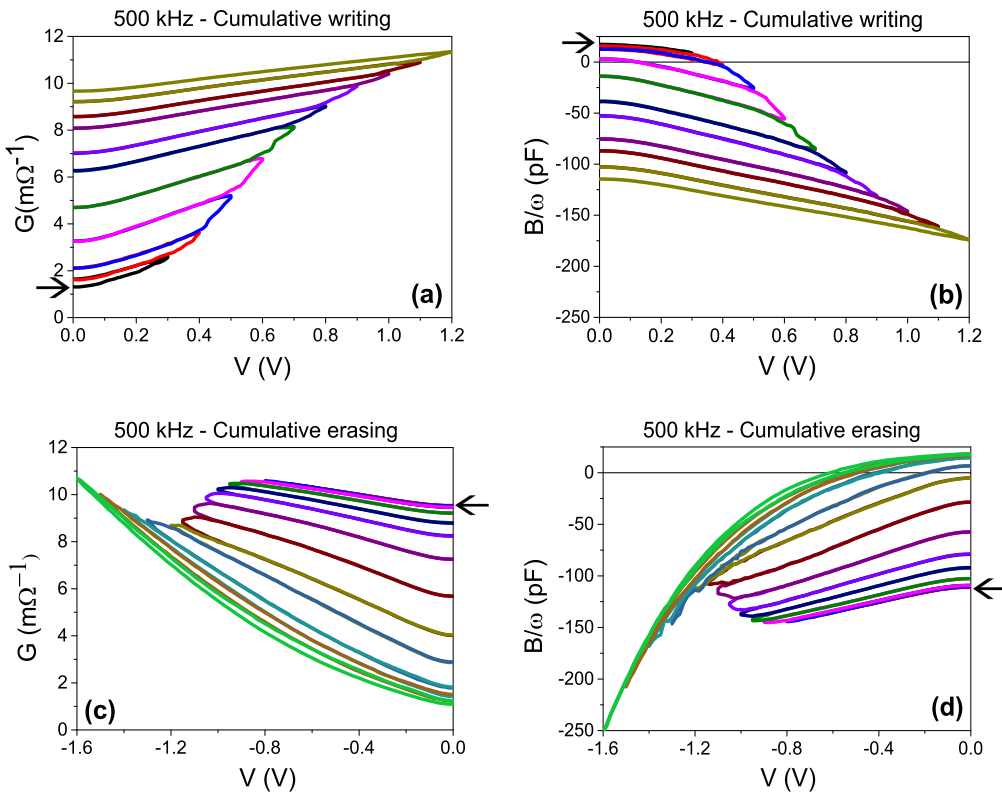 500 kHz - Cumulative writing
G(mΩ⁻¹)
12
10
8
6
4
2
0
0.0 0.2 0.4 0.6 0.8 1.0 1.2
V (V)
(a)
500 kHz - Cumulative writing
B/ω (pF)
0
-50
-100
-150
-200
-250
0.0 0.2 0.4 0.6 0.8 1.0 1.2
V (V)
(b)
500 kHz - Cumulative erasing
G (mΩ⁻¹)
12
10
8
6
4
2
0
-1.6 -1.2 -0.8 -0.4 0.0
V (V)
(c)
500 kHz - Cumulative erasing
B/ω (pF)
0
-50
-100
-150
-200
-250
-1.6 -1.2 -0.8 -0.4 0.0
V (V)
(d)